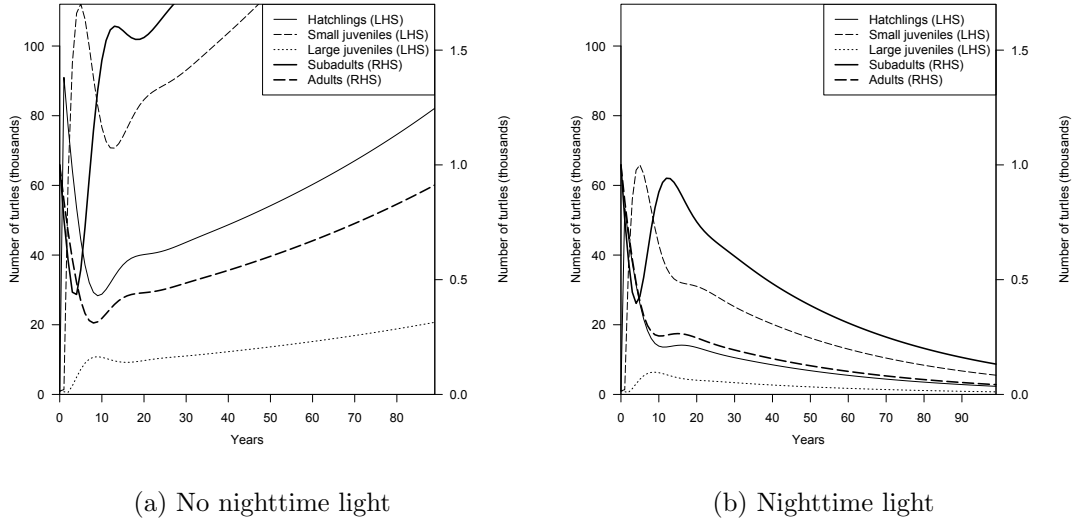 Hatchlings (LHS)
Small juveniles (LHS)
Large juveniles (LHS)
Subadults (RHS)
Adults (RHS)
Number of turtles (thousands)
0
20
40
60
80
100
0.0
0.5
1.0
1.5
Number of turtles (thousands)
0 10 20 30 40 50 60 70 80
Years
(a) No nighttime light
Hatchlings (LHS)
Small juveniles (LHS)
Large juveniles (LHS)
Subadults (RHS)
Adults (RHS)
Number of turtles (thousands)
0
20
40
60
80
100
0.0
0.5
1.0
1.5
Number of turtles (thousands)
0 10 20 30 40 50 60 70 80 90
Years
(b) Nighttime light